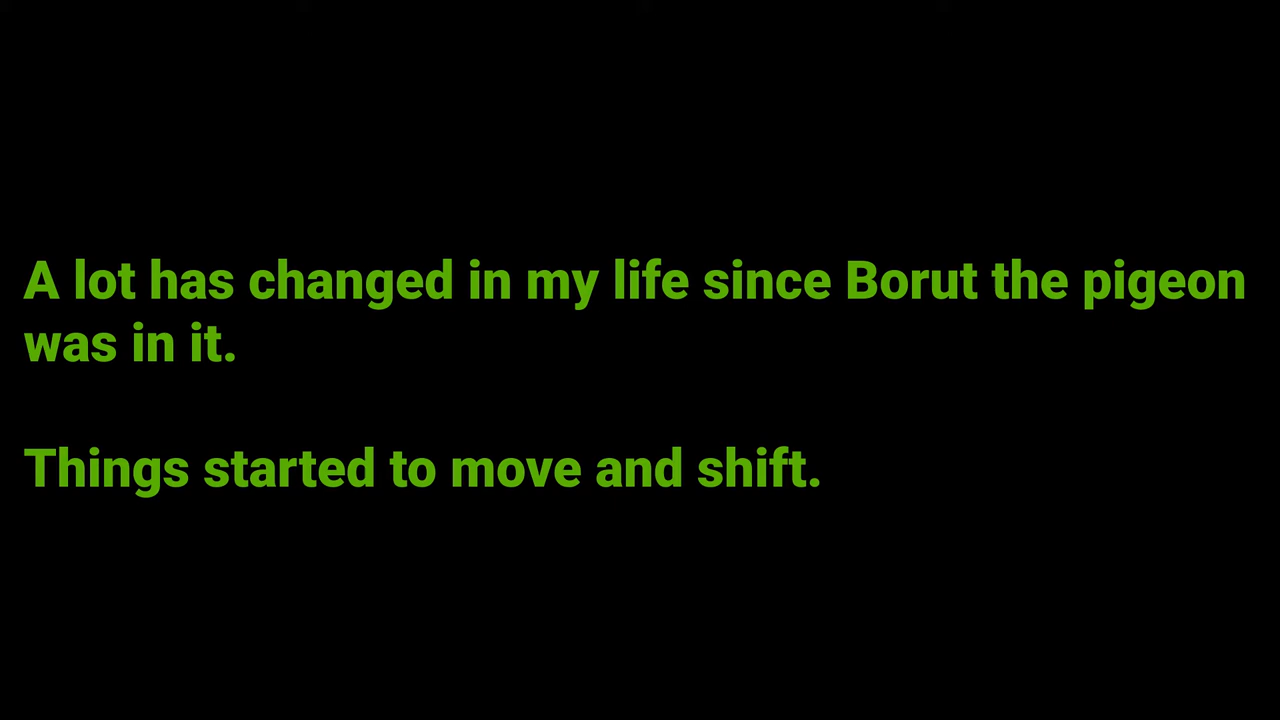 A lot has changed in my life since Borut the pigeon
was in it.
Things started to move and shift.